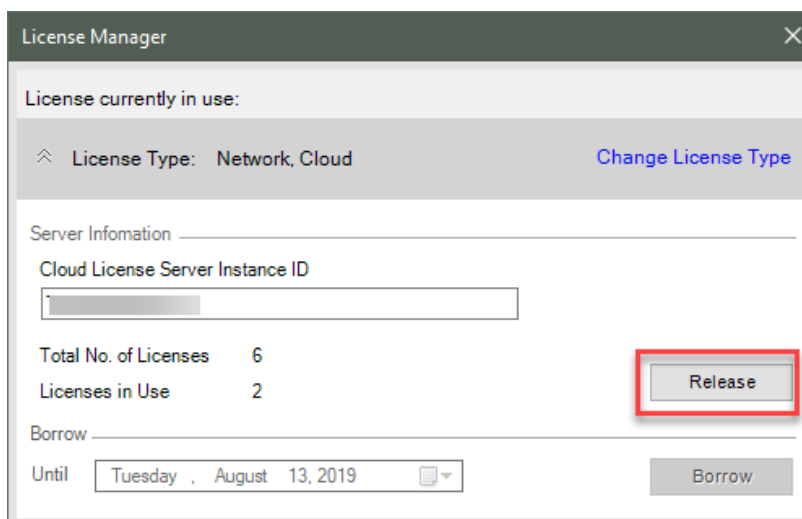 License Manager
License currently in use:
License Type: Network, Cloud Change License Type
Server Infomation
Cloud License Server Instance ID
Total No. of Licenses 6
Licenses in Use 2
Release
Borrow
Until Tuesday , August 13, 2019 Borrow